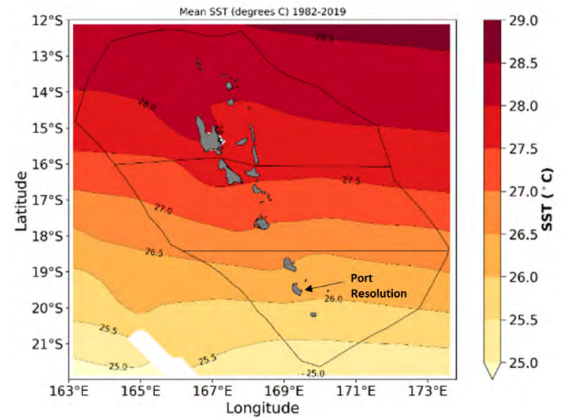 Mean SST (degrees C) 1982-2019
12°S
13°S
14°S
15°S
16°S
17°S
18°S
19°S
20°S
21°S
Latitude
28.5
28.0
27.5
27.0
26.5
26.0
25.5
25.5
25.0
25.0
Port
Resolution
163°E
165°E
167°E
169°E
171°E
173°E
Longitude
29.0
28.5
28.0
27.5
27.0
26.5
26.0
25.5
25.0
SST (°C)